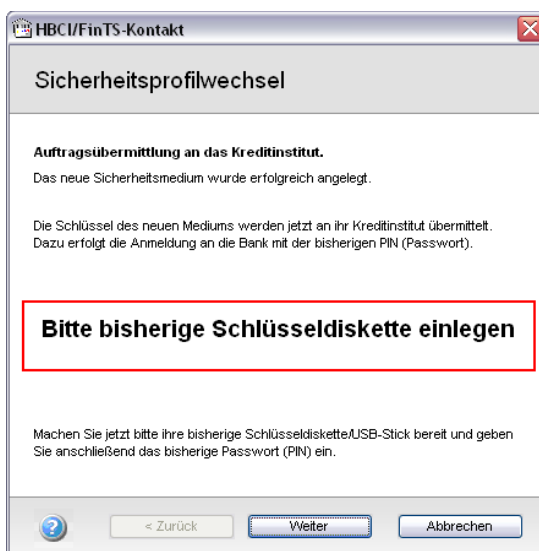 HBCI/FinTS-Kontakt
Sicherheitsprofilwechsel
Auftragsübermittlung an das Kreditinstitut.
Das neue Sicherheitsmedium wurde erfolgreich angelegt.
Die Schlüssel des neuen Mediums werden jetzt an ihr Kreditinstitut übermittelt.
Dazu erfolgt die Anmeldung an die Bank mit der bisherigen PIN (Passwort).
Bitte bisherige Schlüsseldiskette einlegen
Machen Sie jetzt bitte ihre bisherige Schlüsseldiskette/USB-Stick bereit und geben
Sie anschließend das bisherige Passwort (PIN) ein.
? < Zurück Weiter Abbrechen